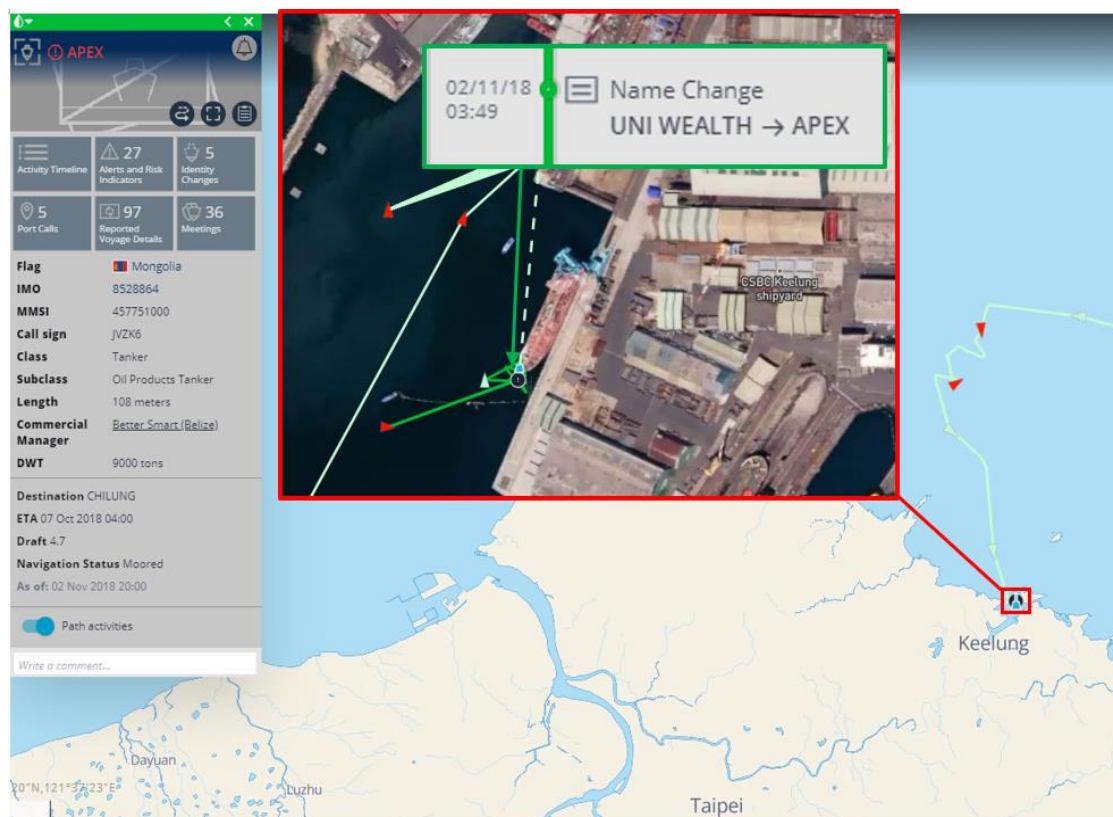 APEX
Activity Timeline
27
Alerts and Risk
Indicators
5
Identity
Changes
5
Port Calls
97
Reported
Voyage Details
36
Meetings
Flag Mongolia
IMO 8528864
MMSI 457751000
Call sign JVZK6
Class Tanker
Subclass Oil Products Tanker
Length 108 meters
Commercial
Manager Better Smart (Belize)
DWT 9000 tons
Destination CHILUNG
ETA 07 Oct 2018 04:00
Draft 4.7
Navigation Status Moored
As of: 02 Nov 2018 20:00
Path activities
Write a comment...
02/11/18
03:49
Name Change
UNI WEALTH → APEX
CSBC Keelung
shipyard
Keelung
Dayuan
Luzhu
Taipei